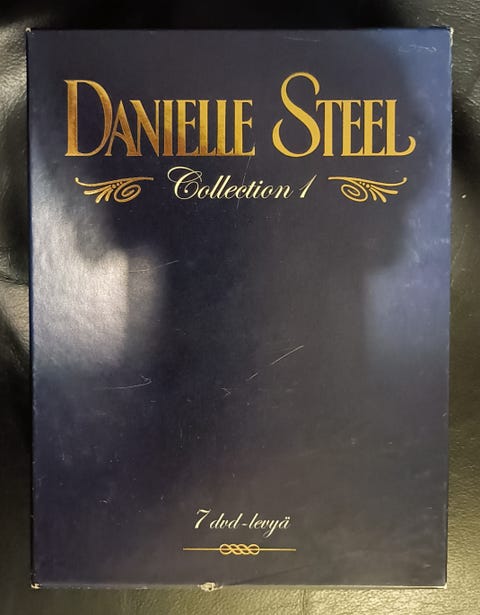 DANIELLE STEEL
Collection 1
7 dvd-levyä